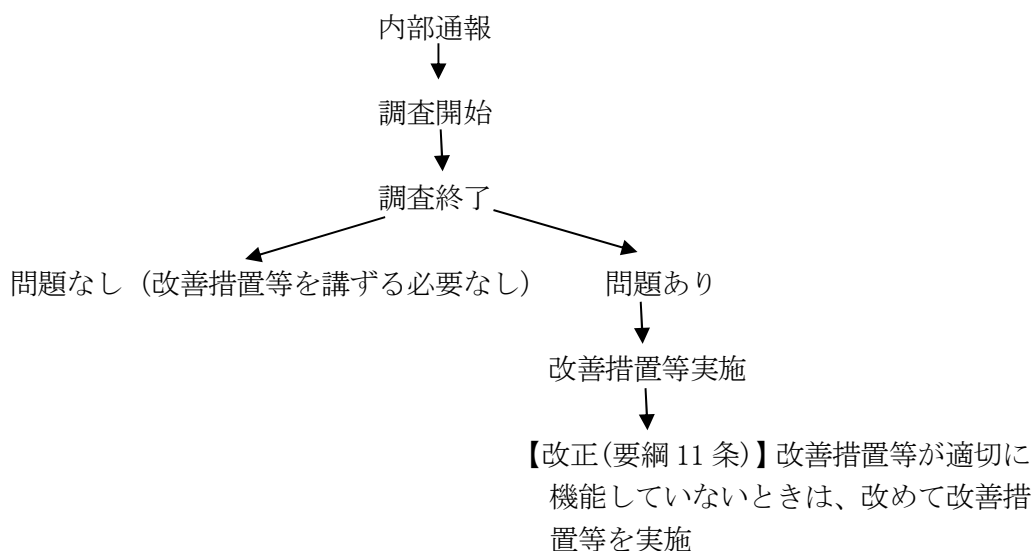 内部通報
調査開始
調査終了
問題なし（改善措置等を講ずる必要なし）
問題あり
改善措置等実施
【改正(要綱 11 条)】改善措置等が適切に
機能していないときは、改めて改善措
置等を実施